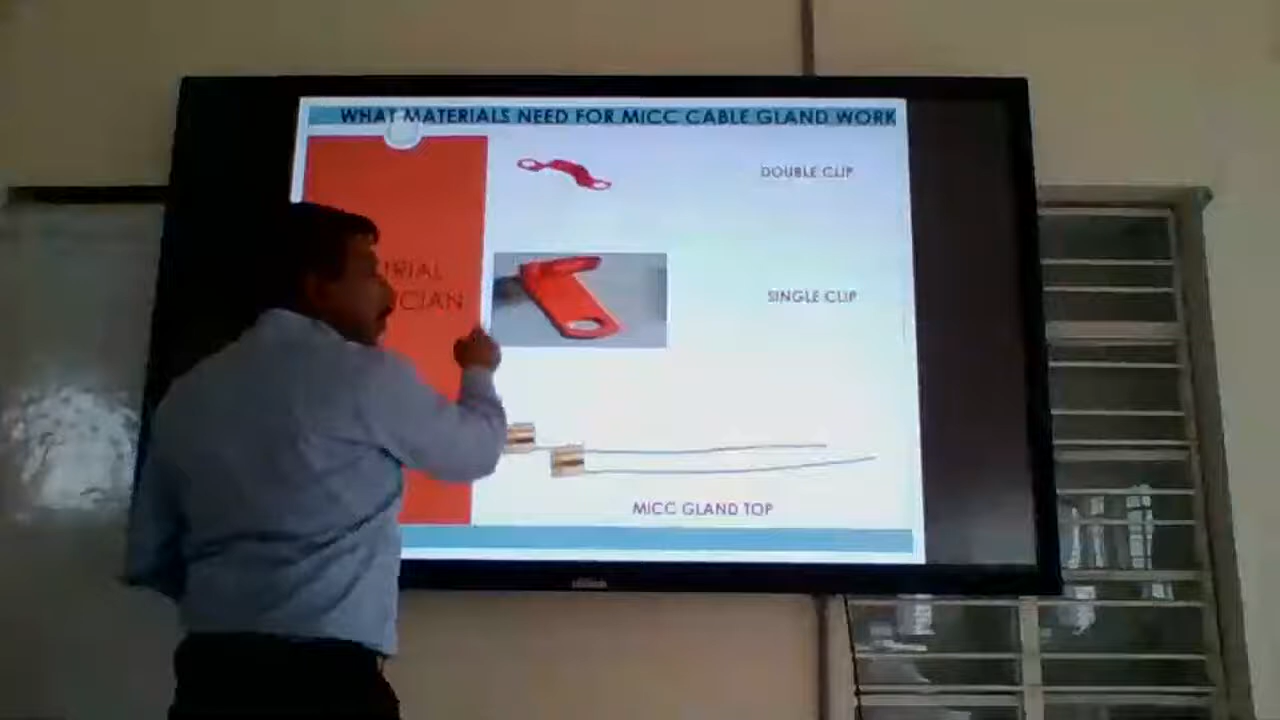 WHAT MATERIALS NEED FOR MICC CABLE GLAND WORK
DOUBLE CLIP
SINGLE CLIP
MICC GLAND TOP